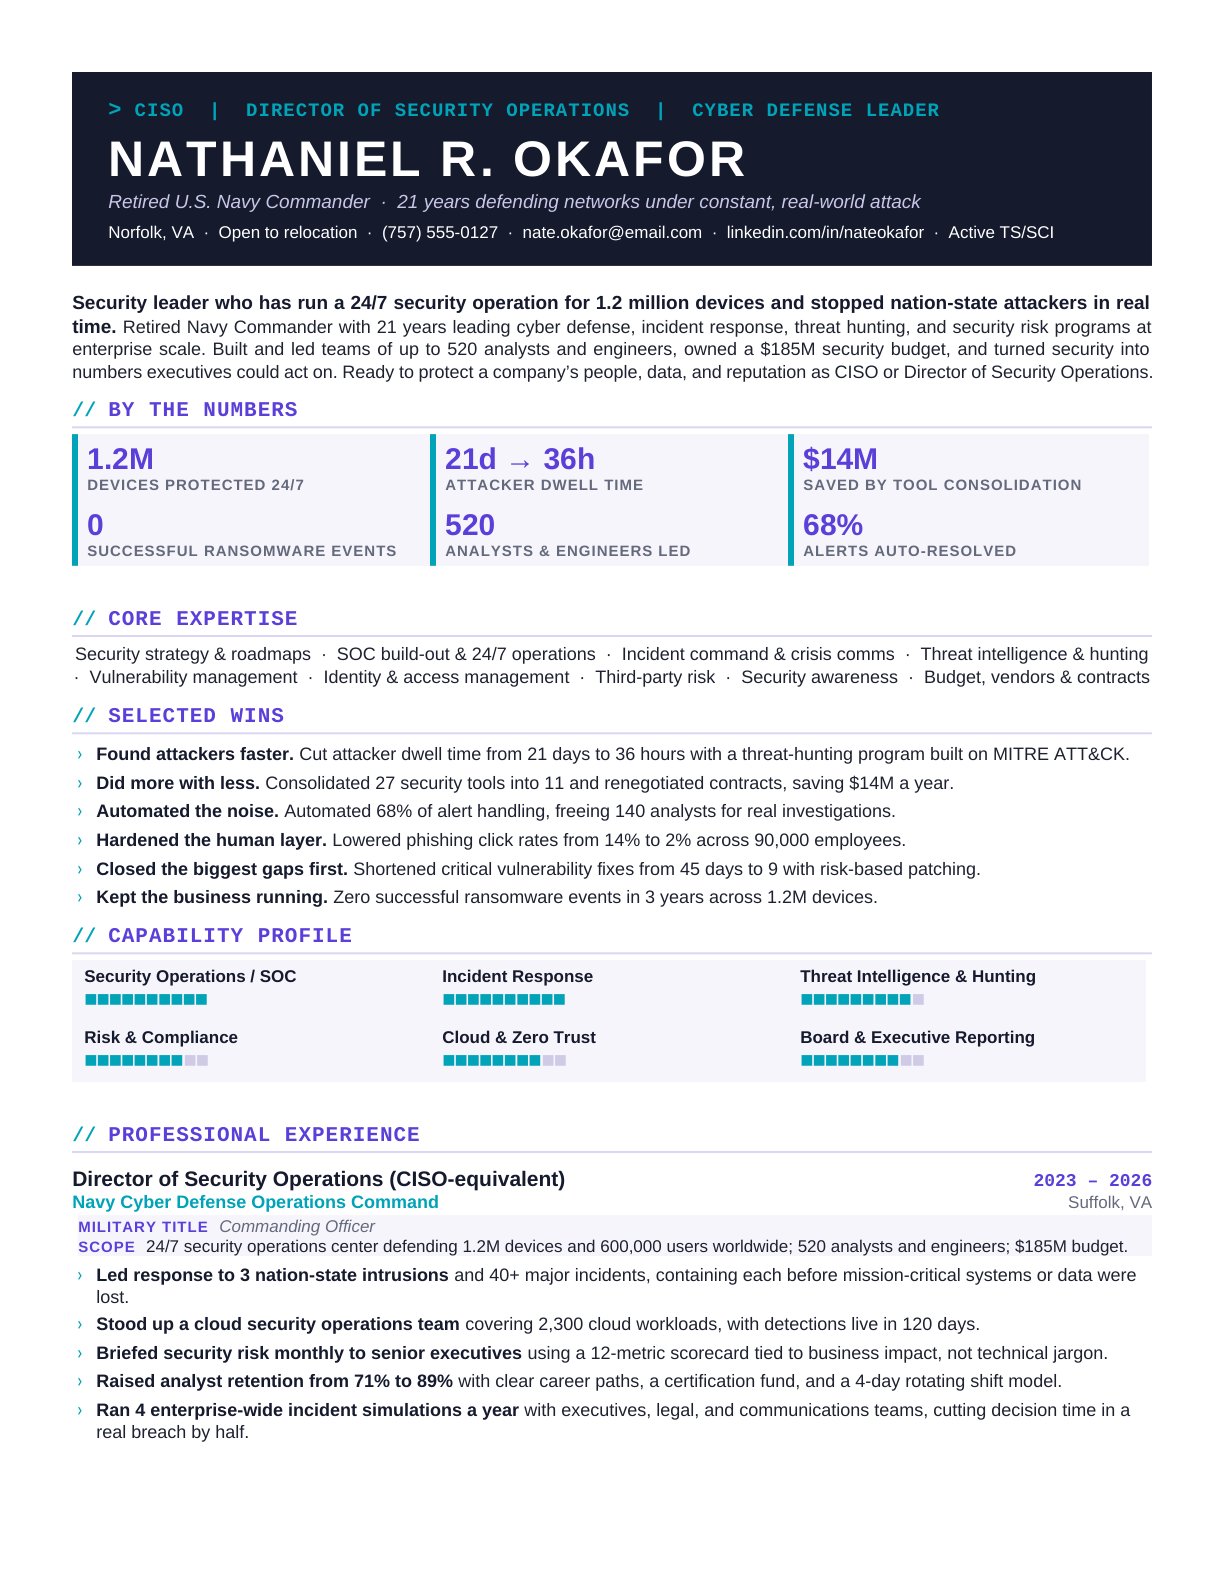 > CISO | DIRECTOR OF SECURITY OPERATIONS | CYBER DEFENSE LEADER
NATHANIEL R. OKAFOR
Retired U.S. Navy Commander · 21 years defending networks under constant, real-world attack
Norfolk, VA · Open to relocation · (757) 555-0127 · nate.okafor@email.com · linkedin.com/in/nateokafor · Active TS/SCI
Security leader who has run a 24/7 security operation for 1.2 million devices and stopped nation-state attackers in real
time. Retired Navy Commander with 21 years leading cyber defense, incident response, threat hunting, and security risk programs at
enterprise scale. Built and led teams of up to 520 analysts and engineers, owned a $185M security budget, and turned security into
numbers executives could act on. Ready to protect a company’s people, data, and reputation as CISO or Director of Security Operations.
// BY THE NUMBERS
1.2M 21d → 36h $14M
DEVICES PROTECTED 24/7 ATTACKER DWELL TIME SAVED BY TOOL CONSOLIDATION
0 520 68%
SUCCESSFUL RANSOMWARE EVENTS ANALYSTS & ENGINEERS LED ALERTS AUTO-RESOLVED
// CORE EXPERTISE
Security strategy & roadmaps · SOC build-out & 24/7 operations · Incident command & crisis comms · Threat intelligence & hunting
· Vulnerability management · Identity & access management · Third-party risk · Security awareness · Budget, vendors & contracts
// SELECTED WINS
› Found attackers faster. Cut attacker dwell time from 21 days to 36 hours with a threat-hunting program built on MITRE ATT&CK.
› Did more with less. Consolidated 27 security tools into 11 and renegotiated contracts, saving $14M a year.
› Automated the noise. Automated 68% of alert handling, freeing 140 analysts for real investigations.
› Hardened the human layer. Lowered phishing click rates from 14% to 2% across 90,000 employees.
› Closed the biggest gaps first. Shortened critical vulnerability fixes from 45 days to 9 with risk-based patching.
› Kept the business running. Zero successful ransomware events in 3 years across 1.2M devices.
// CAPABILITY PROFILE
Security Operations / SOC Incident Response Threat Intelligence & Hunting
Risk & Compliance Cloud & Zero Trust Board & Executive Reporting
// PROFESSIONAL EXPERIENCE
Director of Security Operations (CISO-equivalent) 2023 – 2026
Navy Cyber Defense Operations Command Suffolk, VA
MILITARY TITLE Commanding Officer
SCOPE 24/7 security operations center defending 1.2M devices and 600,000 users worldwide; 520 analysts and engineers; $185M budget.
› Led response to 3 nation-state intrusions and 40+ major incidents, containing each before mission-critical systems or data were
lost.
› Stood up a cloud security operations team covering 2,300 cloud workloads, with detections live in 120 days.
› Briefed security risk monthly to senior executives using a 12-metric scorecard tied to business impact, not technical jargon.
› Raised analyst retention from 71% to 89% with clear career paths, a certification fund, and a 4-day rotating shift model.
› Ran 4 enterprise-wide incident simulations a year with executives, legal, and communications teams, cutting decision time in a
real breach by half.